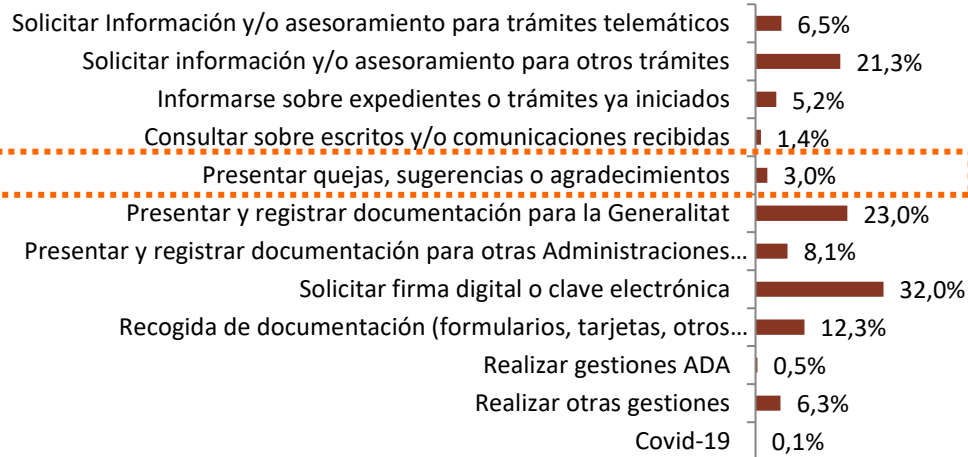 Solicitar Información y/o asesoramiento para trámites telemáticos 6,5%
Solicitar información y/o asesoramiento para otros trámites 21,3%
Informarse sobre expedientes o trámites ya iniciados 5,2%
Consultar sobre escritos y/o comunicaciones recibidas 1,4%
Presentar quejas, sugerencias o agradecimientos 3,0%
Presentar y registrar documentación para la Generalitat 23,0%
Presentar y registrar documentación para otras Administraciones… 8,1%
Solicitar firma digital o clave electrónica 32,0%
Recogida de documentación (formularios, tarjetas, otros… 12,3%
Realizar gestiones ADA 0,5%
Realizar otras gestiones 6,3%
Covid-19 0,1%